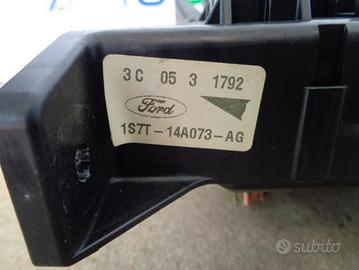 3C 05 3 1792
Ford
1S7T-14A073-AG
subito